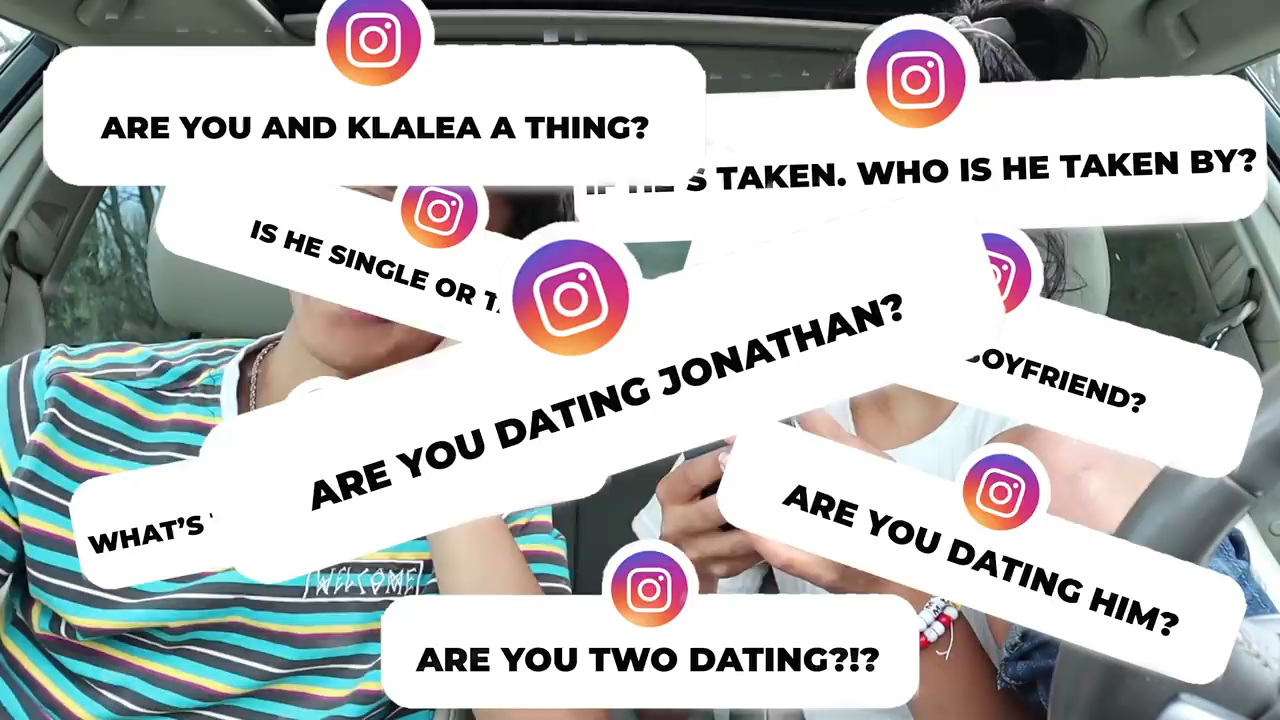 ARE YOU AND KLALEA A THING?
TAKEN. WHO IS HE TAKEN BY?
IS HE SINGLE OR
ARE YOU DATING JONATHAN?
BOYFRIEND?
WHAT'S
ARE YOU DATING HIM?
WELCOME
ARE YOU TWO DATING?!?